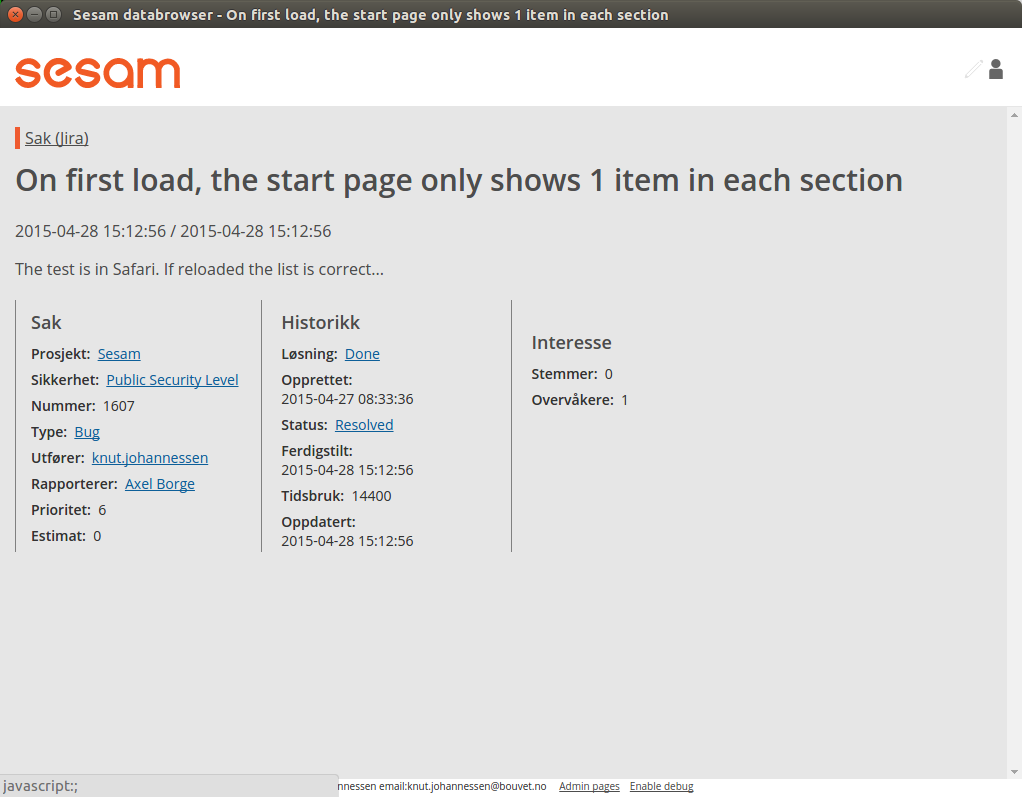 Sesam databrowser - On first load, the start page only shows 1 item in each section
sesam
Sak (Jira)
On first load, the start page only shows 1 item in each section
2015-04-28 15:12:56 / 2015-04-28 15:12:56
The test is in Safari. If reloaded the list is correct...
Sak
Prosjekt: Sesam
Sikkerhet: Public Security Level
Nummer: 1607
Type: Bug
Utfører: knut.johannessen
Rapporterer: Axel Borge
Prioritet: 6
Estimat: 0
Historikk
Løsning: Done
Opprettet:
2015-04-27 08:33:36
Status: Resolved
Ferdigstilt:
2015-04-28 15:12:56
Tidsbruk: 14400
Oppdatert:
2015-04-28 15:12:56
Interesse
Stemmer: 0
Overvåkere: 1
javascript:;
nnessen email:knut.johannessen@bouvet.no Admin pages Enable debug